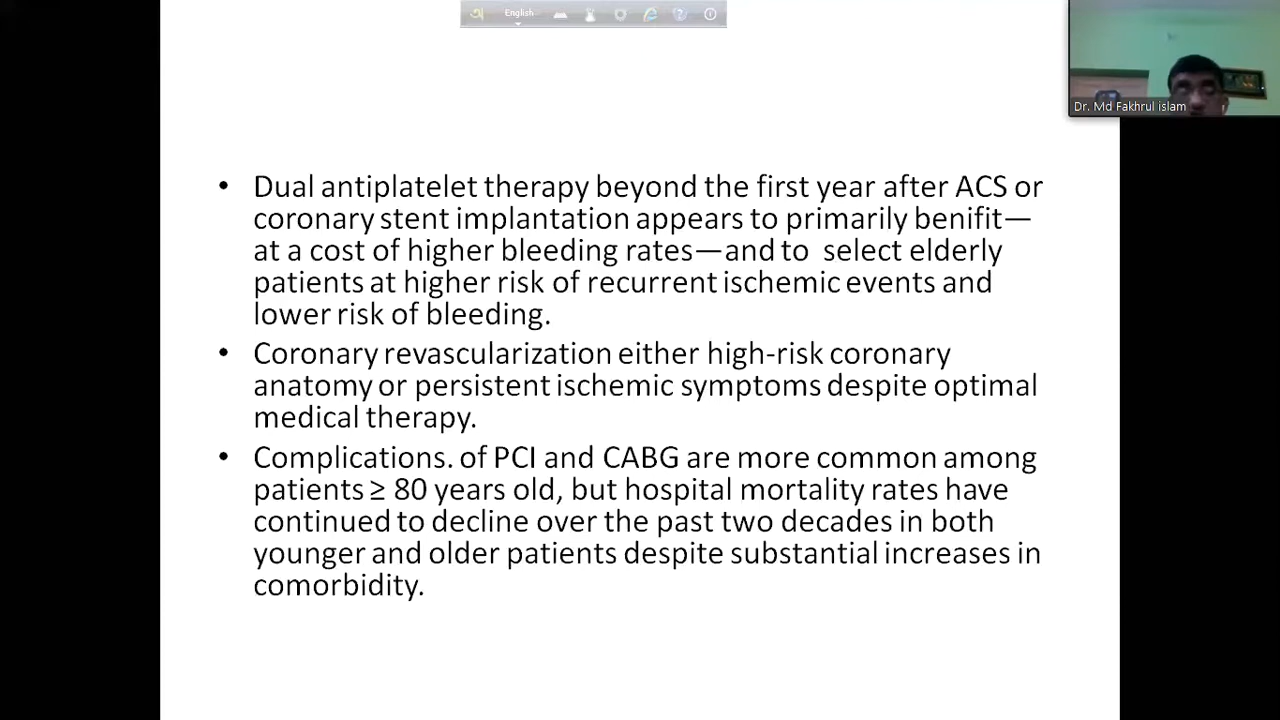 English
Dr. Md Fakhrul islam
• Dual antiplatelet therapy beyond the first year after ACS or
coronary stent implantation appears to primarily benifit—
at a cost of higher bleeding rates—and to  select elderly
patients at higher risk of recurrent ischemic events and
lower risk of bleeding.
• Coronary revascularization either high-risk coronary
anatomy or persistent ischemic symptoms despite optimal
medical therapy.
• Complications. of PCI and CABG are more common among
patients ≥ 80 years old, but hospital mortality rates have
continued to decline over the past two decades in both
younger and older patients despite substantial increases in
comorbidity.